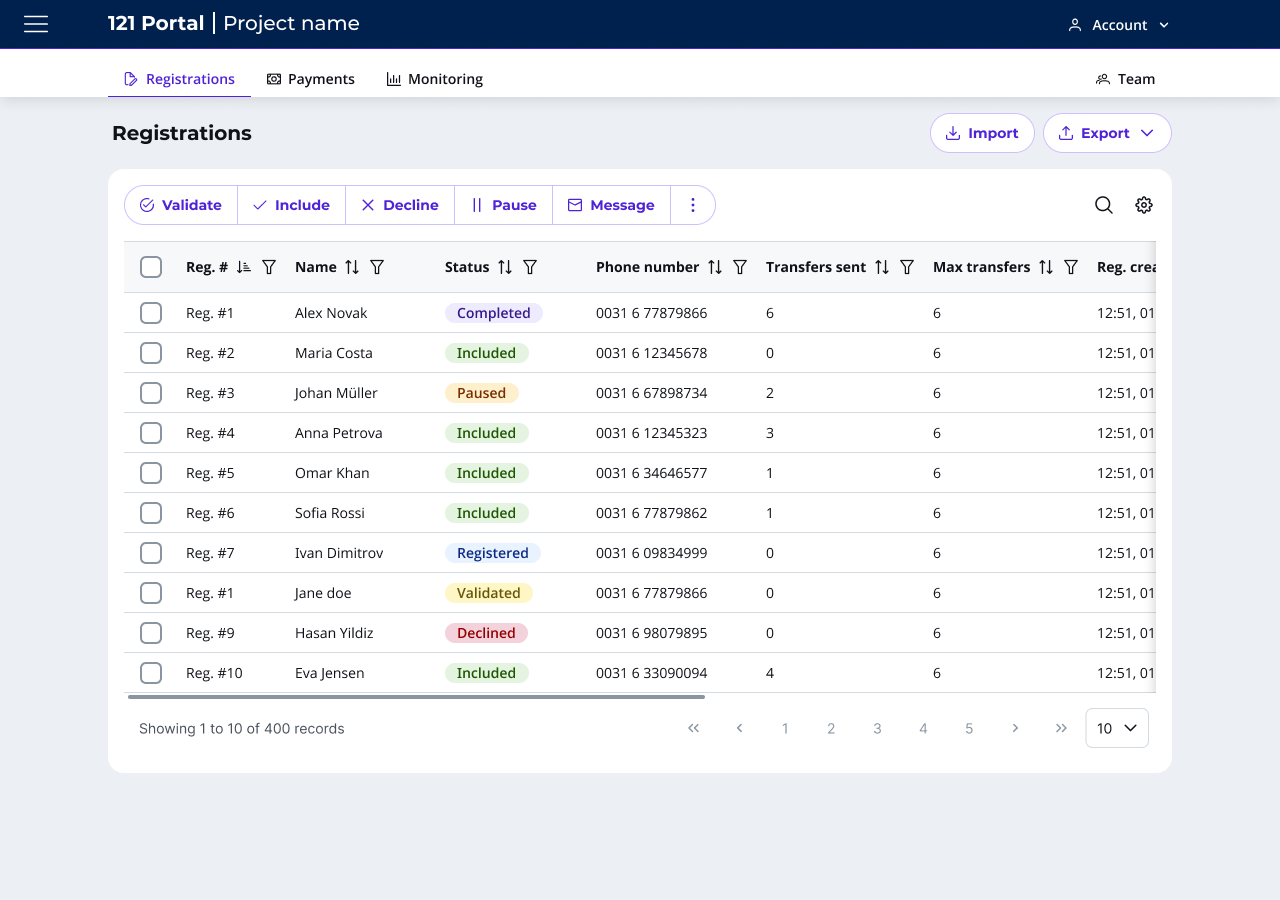 121 Portal | Project name Account
Registrations Payments Monitoring Team
Registrations Import Export
Validate Include Decline Pause Message
Reg. # Name Status Phone number Transfers sent Max transfers Reg. crea
Reg. #1 Alex Novak Completed 0031 6 77879866 6 6 12:51, 01
Reg. #2 Maria Costa Included 0031 6 12345678 0 6 12:51, 01
Reg. #3 Johan Müller Paused 0031 6 67898734 2 6 12:51, 01
Reg. #4 Anna Petrova Included 0031 6 12345323 3 6 12:51, 01
Reg. #5 Omar Khan Included 0031 6 34646577 1 6 12:51, 01
Reg. #6 Sofia Rossi Included 0031 6 77879862 1 6 12:51, 01
Reg. #7 Ivan Dimitrov Registered 0031 6 09834999 0 6 12:51, 01
Reg. #1 Jane doe Validated 0031 6 77879866 0 6 12:51, 01
Reg. #9 Hasan Yildiz Declined 0031 6 98079895 0 6 12:51, 01
Reg. #10 Eva Jensen Included 0031 6 33090094 4 6 12:51, 01
Showing 1 to 10 of 400 records 1 2 3 4 5 10